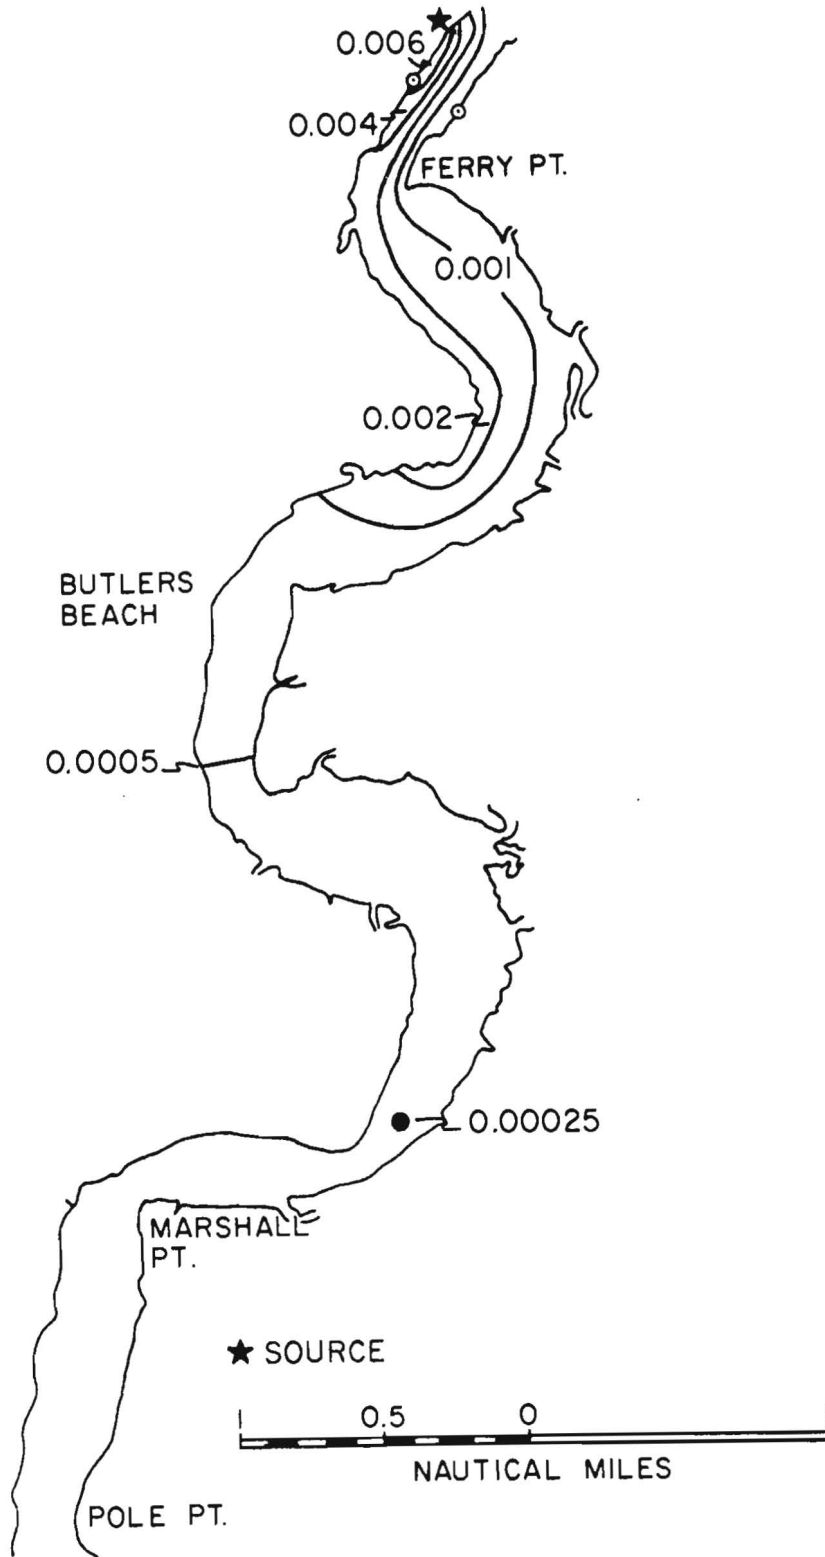 0.006
0.004
FERRY PT.
0.001
0.002
BUTLERS
BEACH
0.0005
0.00025
MARSHALL
PT.
★ SOURCE
1 0.5 0
NAUTICAL MILES
POLE PT.